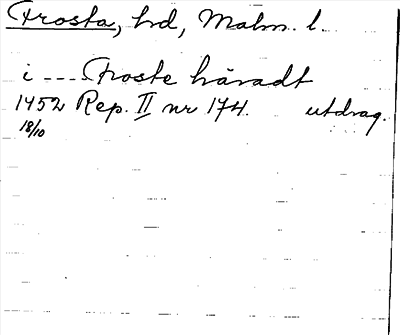 Frosta, hd, Malm. l.
i ---- Froste häradt
1452 Rep. II nr 174. utdrag.
18/10